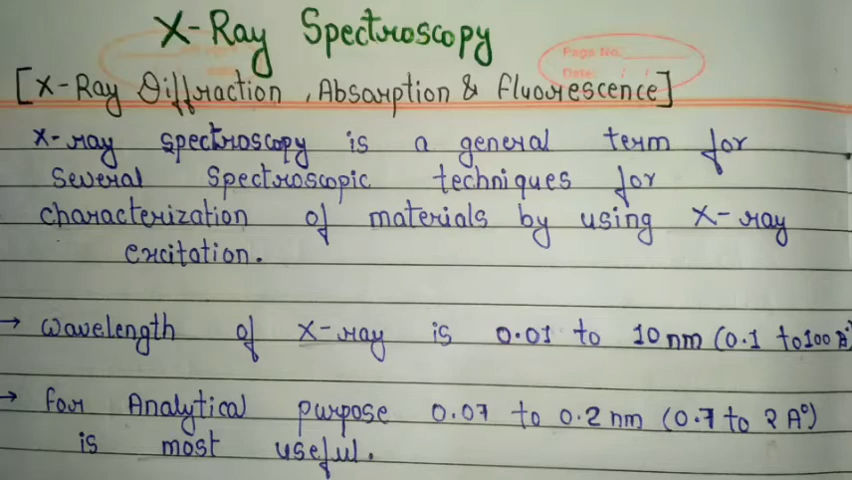 X-Ray Spectroscopy
Page No.
Date: / /
[X-Ray Diffraction, Absorption & Fluorescence]
X-ray spectroscopy is a general term for
several spectroscopic techniques for
characterization of materials by using X-ray
excitation.
→ Wavelength of X-ray is 0.01 to 10 nm (0.1 to 100 A°)
→ For Analytical purpose 0.07 to 0.2 nm (0.7 to 2 A°)
is most useful.